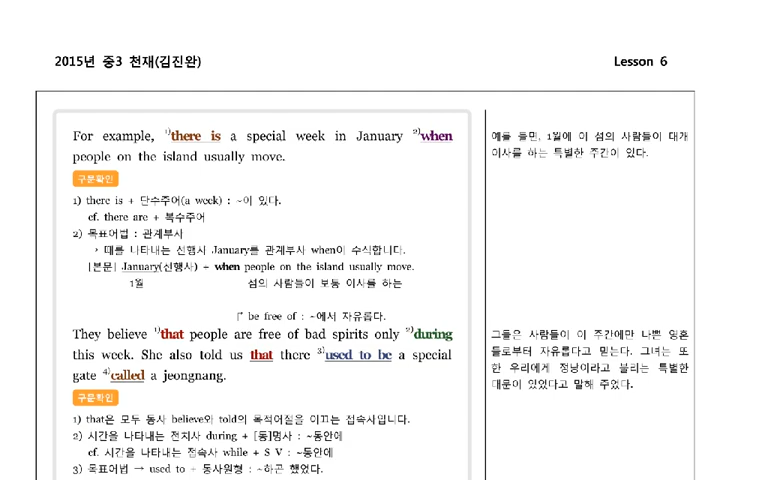 2015년 중3 천재(김진완)
Lesson 6
For example, 1)there is a special week in January 2)when
people on the island usually move.
구문확인
1) there is + 단수주어(a week) : ~이 있다.
cf. there are + 복수주어
2) 목표어법 : 관계부사
→ 때를 나타내는 선행사 January를 관계부사 when이 수식합니다.
[본문] January(선행사) + when people on the island usually move.
1월 섬의 사람들이 보통 이사를 하는
예를 들면, 1월에 이 섬의 사람들이 대개
이사를 하는 특별한 주간이 있다.
┌ be free of : ~에서 자유롭다.
They believe 1)that people are free of bad spirits only 2)during
this week. She also told us that there 3)used to be a special
gate 4)called a jeongnang.
구문확인
1) that은 모두 동사 believe와 told의 목적어절을 이끄는 접속사입니다.
2) 시간을 나타내는 전치사 during + [동]명사 : ~동안에
cf. 시간을 나타내는 접속사 while + S V : ~동안에
3) 목표어법 → used to + 동사원형 : ~하곤 했었다.
그들은 사람들이 이 주간에만 나쁜 영혼
들로부터 자유롭다고 믿는다. 그녀는 또
한 우리에게 정낭이라고 불리는 특별한
대문이 있었다고 말해 주었다.